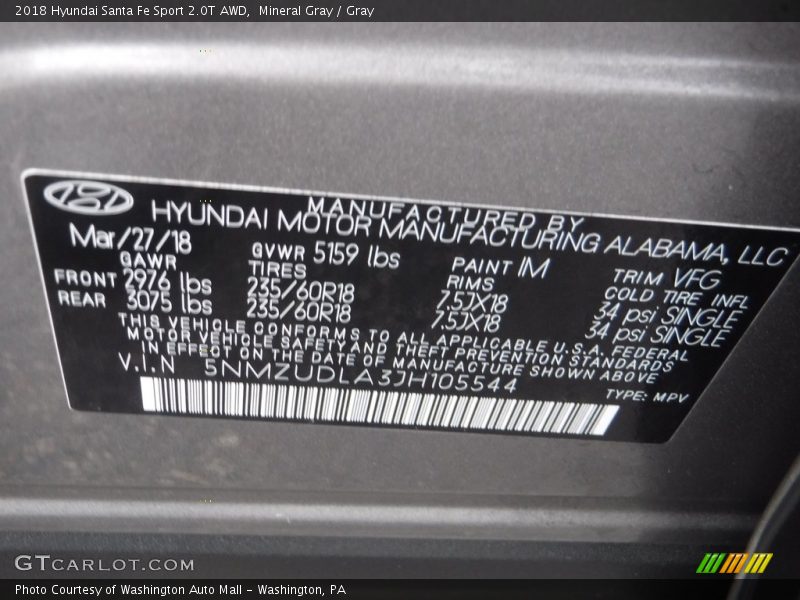 2018 Hyundai Santa Fe Sport 2.0T AWD,  Mineral Gray / Gray
MANUFACTURED BY
HYUNDAI MOTOR MANUFACTURING ALABAMA, LLC
Mar/27/18 GVWR 5159 lbs PAINT IM TRIM VFG
GAWR TIRES RIMS COLD TIRE INFL
FRONT 2976 lbs 235/60R18 7.5JX18 34 psi SINGLE
REAR 3075 lbs 235/60R18 7.5JX18 34 psi SINGLE
THIS VEHICLE CONFORMS TO ALL APPLICABLE U.S.A. FEDERAL
MOTOR VEHICLE SAFETY AND THEFT PREVENTION STANDARDS
IN EFFECT ON THE DATE OF MANUFACTURE SHOWN ABOVE
V.I.N 5NMZUDLA3JH105544
TYPE: MPV
GTCARLOT.COM
Photo Courtesy of Washington Auto Mall - Washington, PA